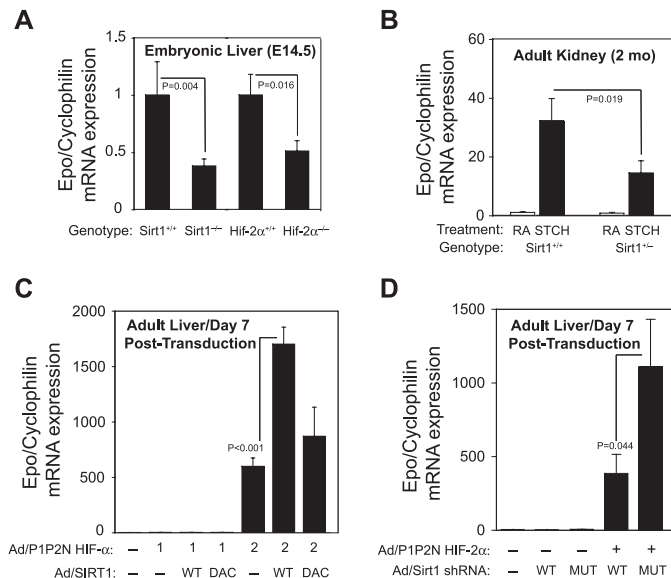 A
Embryonic Liver (E14.5)
Epo/Cyclophilin
mRNA expression
1.5
1
0.5
0
P=0.004
P=0.016
Genotype: Sirt1+/+ Sirt1−/− Hif-2α+/+ Hif-2α−/−
B
Adult Kidney (2 mo)
Epo/Cyclophilin
mRNA expression
60
40
20
0
P=0.019
Treatment: RA STCH RA STCH
Genotype: Sirt1+/+ Sirt1+/−
C
Adult Liver/Day 7
Post-Transduction
Epo/Cyclophilin
mRNA expression
2000
1500
1000
500
0
P<0.001
Ad/P1P2N HIF-α: – 1 1 1 2 2 2
Ad/SIRT1: – – WT DAC – WT DAC
D
Adult Liver/Day 7
Post-Transduction
Epo/Cyclophilin
mRNA expression
1500
1000
500
0
P=0.044
Ad/P1P2N HIF-2α: – – – + +
Ad/Sirt1 shRNA: – WT MUT WT MUT